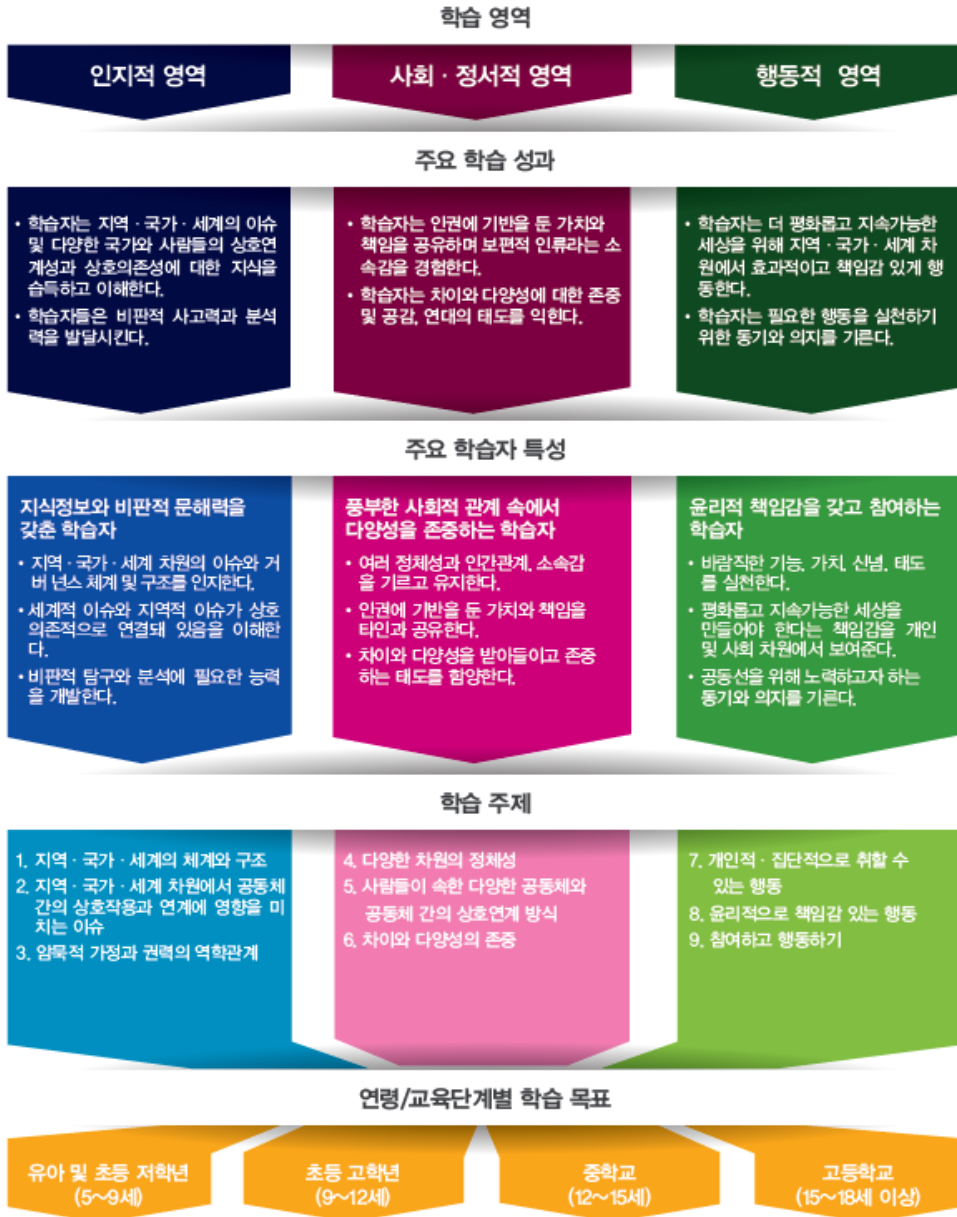 학습 영역
인지적 영역
사회 · 정서적 영역
행동적 영역
주요 학습 성과
• 학습자는 지역 · 국가 · 세계의 이슈
및 다양한 국가와 사람들의 상호연
계성과 상호의존성에 대한 지식을
습득하고 이해한다.
• 학습자들은 비판적 사고력과 분석
력을 발달시킨다.
• 학습자는 인권에 기반을 둔 가치와
책임을 공유하며 보편적 인류라는 소
속감을 경험한다.
• 학습자는 차이와 다양성에 대한 존중
및 공감, 연대의 태도를 익힌다.
• 학습자는 더 평화롭고 지속가능한
세상을 위해 지역 · 국가 · 세계 차
원에서 효과적이고 책임감 있게 행
동한다.
• 학습자는 필요한 행동을 실천하기
위한 동기와 의지를 기른다.
주요 학습자 특성
지식정보와 비판적 문해력을
갖춘 학습자
• 지역 · 국가 · 세계 차원의 이슈와 거
버 넌스 체계 및 구조를 인지한다.
• 세계적 이슈와 지역적 이슈가 상호
의존적으로 연결돼 있음을 이해한
다.
• 비판적 탐구와 분석에 필요한 능력
을 개발한다.
풍부한 사회적 관계 속에서
다양성을 존중하는 학습자
• 여러 정체성과 인간관계, 소속감
을 기르고 유지한다.
• 인권에 기반을 둔 가치와 책임을
타인과 공유한다.
• 차이와 다양성을 받아들이고 존중
하는 태도를 함양한다.
윤리적 책임감을 갖고 참여하는
학습자
• 바람직한 기능, 가치, 신념, 태도
를 실천한다.
• 평화롭고 지속가능한 세상을
만들어야 한다는 책임감을 개인
및 사회 차원에서 보여준다.
• 공동선을 위해 노력하고자 하는
동기와 의지를 기른다.
학습 주제
1. 지역 · 국가 · 세계의 체계와 구조
2. 지역 · 국가 · 세계 차원에서 공동체
간의 상호작용과 연계에 영향을 미
치는 이슈
3. 암묵적 가정과 권력의 역학관계
4. 다양한 차원의 정체성
5. 사람들이 속한 다양한 공동체와
공동체 간의 상호연계 방식
6. 차이와 다양성의 존중
7. 개인적 · 집단적으로 취할 수
있는 행동
8. 윤리적으로 책임감 있는 행동
9. 참여하고 행동하기
연령/교육단계별 학습 목표
유아 및 초등 저학년
(5~9세)
초등 고학년
(9~12세)
중학교
(12~15세)
고등학교
(15~18세 이상)